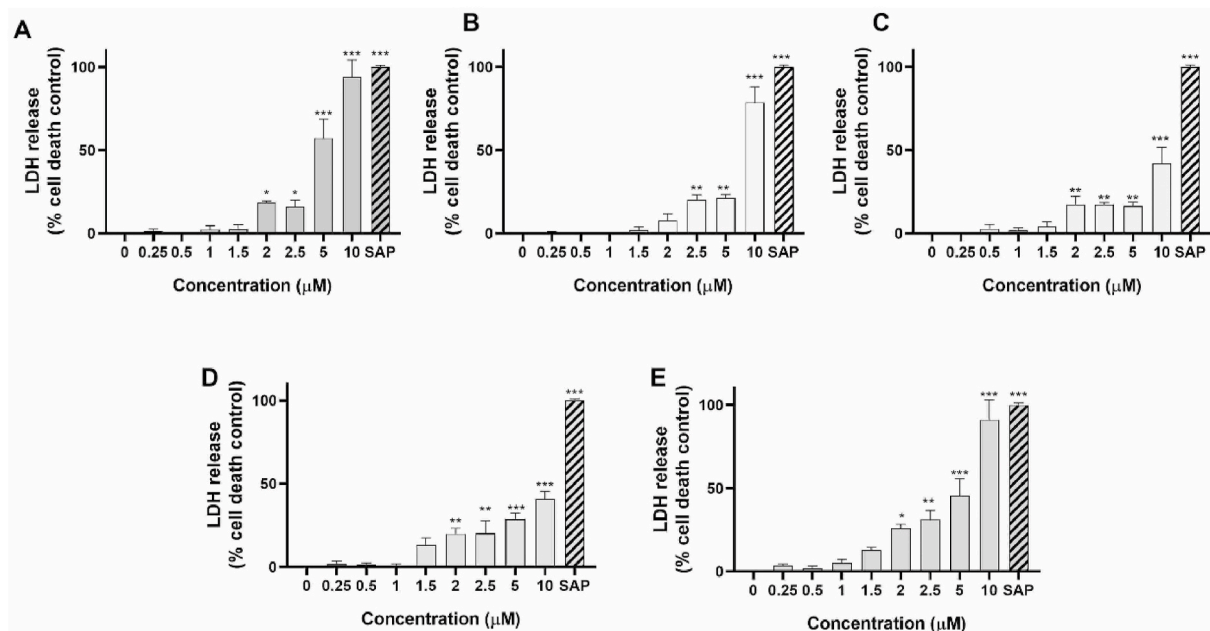 A
LDH release
(% cell death control)
100
50
0
* * *** *** ***
0 0.25 0.5 1 1.5 2 2.5 5 10 SAP
Concentration (μM)
B
LDH release
(% cell death control)
100
50
0
** ** *** ***
0 0.25 0.5 1 1.5 2 2.5 5 10 SAP
Concentration (μM)
C
LDH release
(% cell death control)
100
50
0
** ** ** *** ***
0 0.25 0.5 1 1.5 2 2.5 5 10 SAP
Concentration (μM)
D
LDH release
(% cell death control)
100
50
0
** ** *** *** ***
0 0.25 0.5 1 1.5 2 2.5 5 10 SAP
Concentration (μM)
E
LDH release
(% cell death control)
100
50
0
* ** *** *** ***
0 0.25 0.5 1 1.5 2 2.5 5 10 SAP
Concentration (μM)